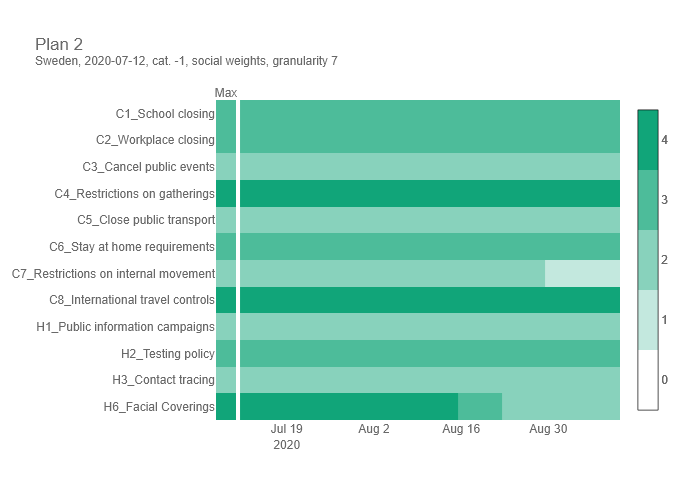 Plan 2
Sweden, 2020-07-12, cat. -1, social weights, granularity 7
Max
C1_School closing
C2_Workplace closing
C3_Cancel public events
C4_Restrictions on gatherings
C5_Close public transport
C6_Stay at home requirements
C7_Restrictions on internal movement
C8_International travel controls
H1_Public information campaigns
H2_Testing policy
H3_Contact tracing
H6_Facial Coverings
Jul 19 Aug 2 Aug 16 Aug 30
2020
4
3
2
1
0